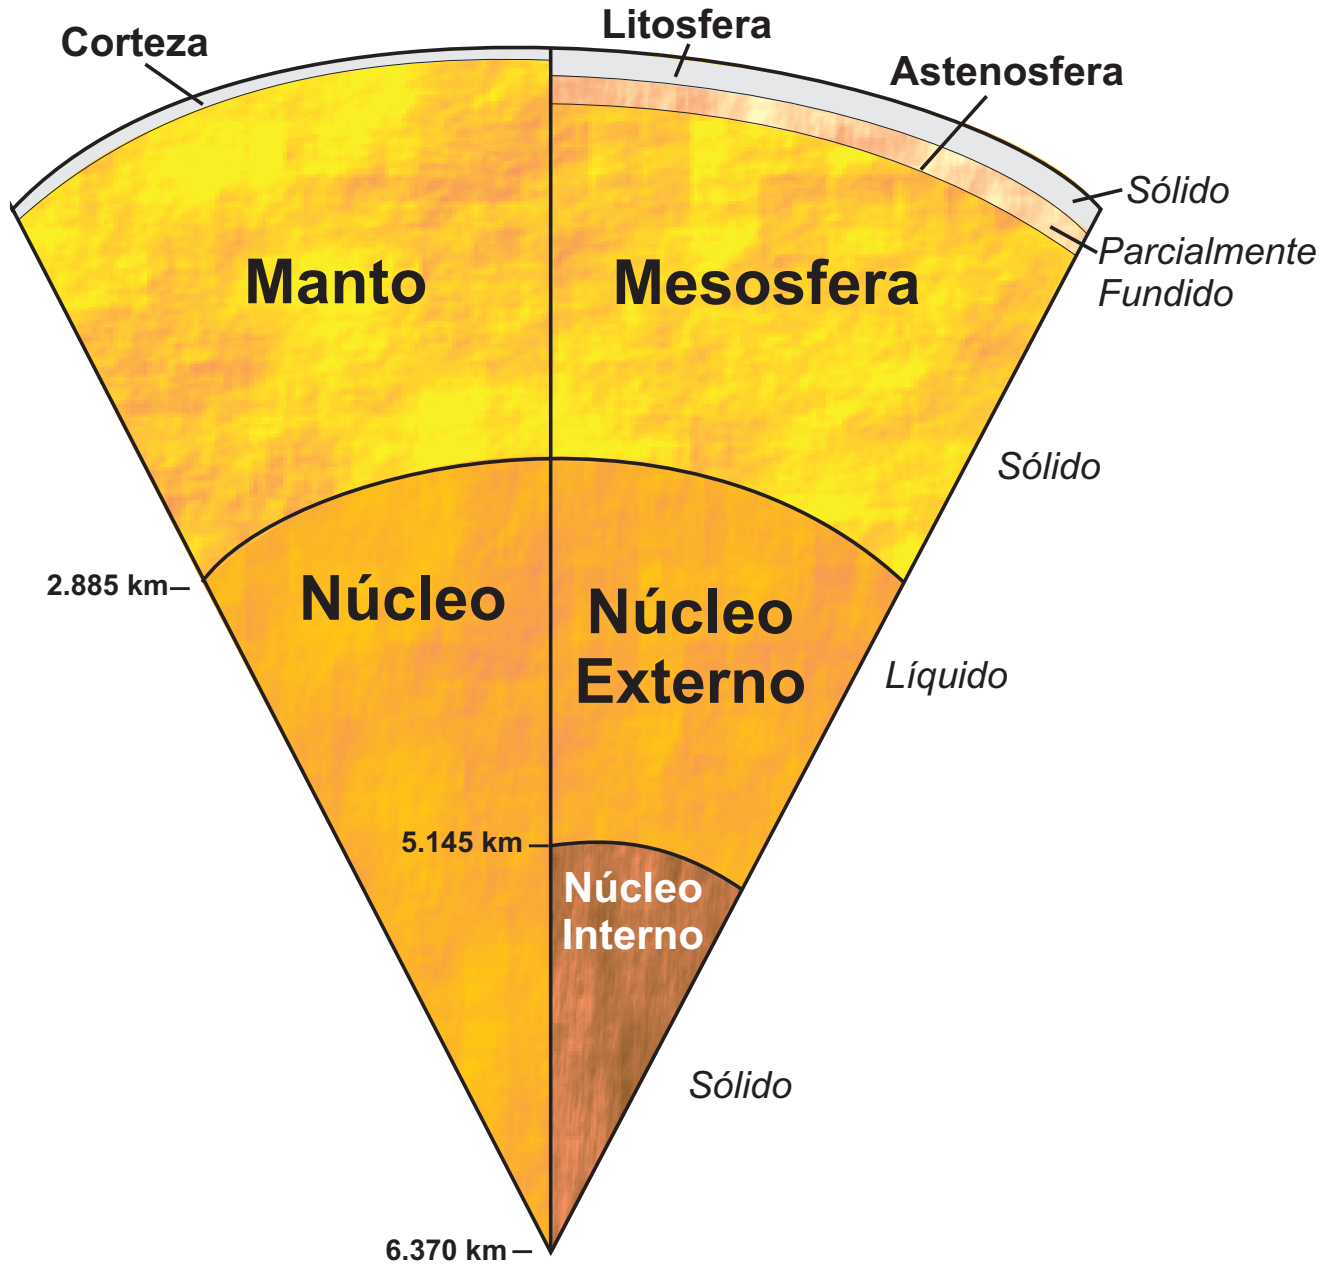 Litosfera
Corteza
Astenosfera
Sólido
Parcialmente
Fundido
Manto
Mesosfera
Sólido
2.885 km
Núcleo
Núcleo
Externo
Líquido
5.145 km
Núcleo
Interno
Sólido
6.370 km